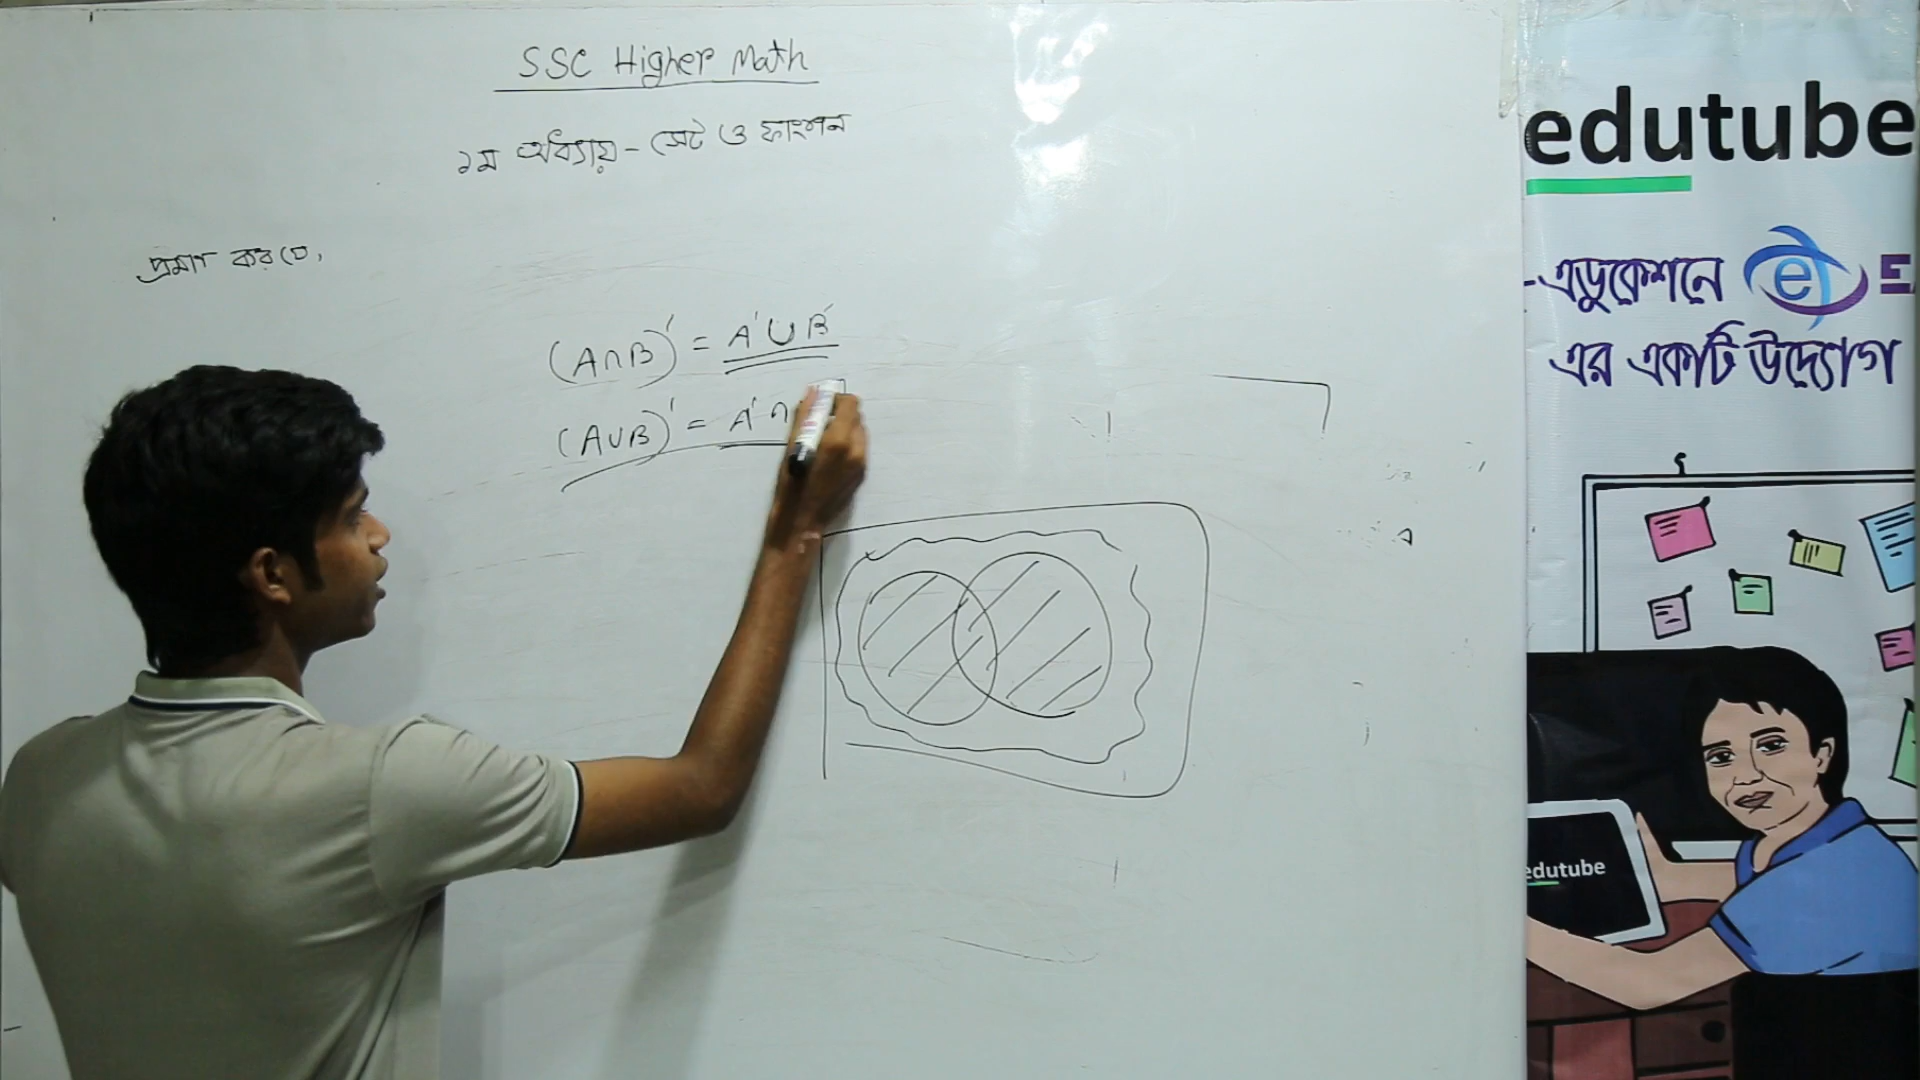 SSC Higher Math
১ম অধ্যায় - সেট ও ফাংশন
প্রমাণ কর যে,
(A∩B)′ = A′∪B′
(A∪B)′ = A′∩
edutube
-এডুকেশনে e E
এর একটি উদ্যোগ
edutube